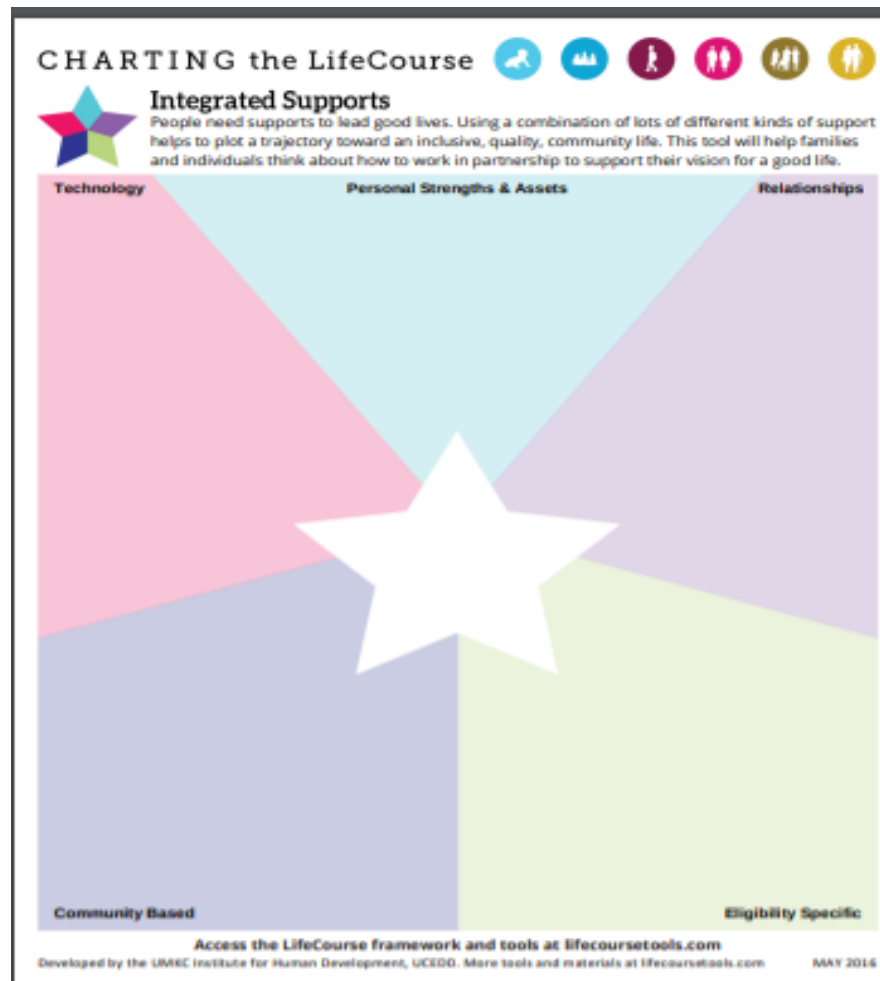 CHARTING the LifeCourse
Integrated Supports
People need supports to lead good lives. Using a combination of lots of different kinds of support
helps to plot a trajectory toward an inclusive, quality, community life. This tool will help families
and individuals think about how to work in partnership to support their vision for a good life.
Technology Personal Strengths & Assets Relationships
Community Based Eligibility Specific
Access the LifeCourse framework and tools at lifecoursetools.com
Developed by the UMKC Institute for Human Development, UCEDD. More tools and materials at lifecoursetools.com MAY 2016